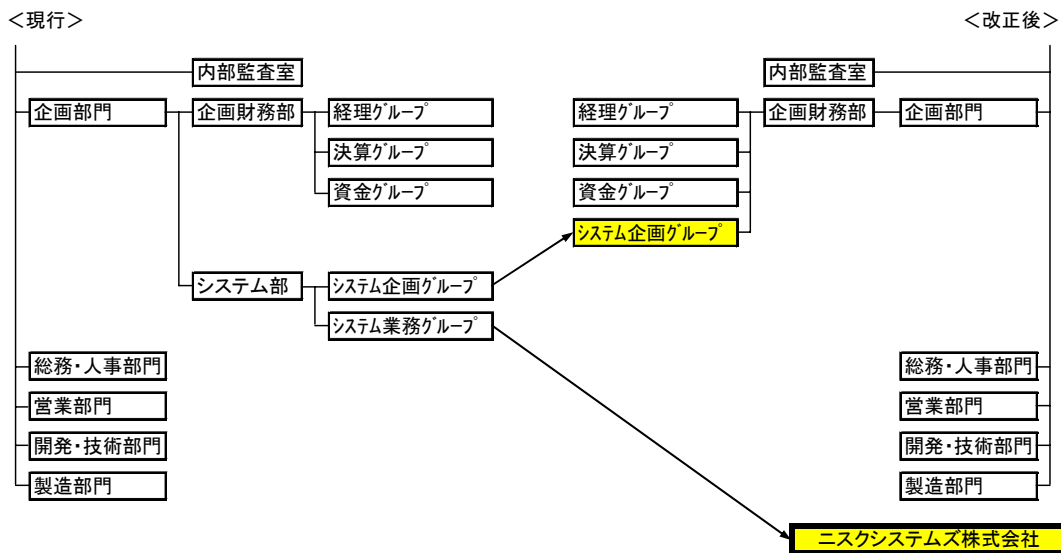 ＜現行＞
＜改正後＞
内部監査室
内部監査室
企画部門
企画財務部
経理ｸﾞﾙｰﾌﾟ
経理ｸﾞﾙｰﾌﾟ
企画財務部
企画部門
決算ｸﾞﾙｰﾌﾟ
決算ｸﾞﾙｰﾌﾟ
資金ｸﾞﾙｰﾌﾟ
資金ｸﾞﾙｰﾌﾟ
ｼｽﾃﾑ企画ｸﾞﾙｰﾌﾟ
システム部
ｼｽﾃﾑ企画ｸﾞﾙｰﾌﾟ
ｼｽﾃﾑ業務ｸﾞﾙｰﾌﾟ
総務・人事部門
総務・人事部門
営業部門
営業部門
開発・技術部門
開発・技術部門
製造部門
製造部門
ニスクシステムズ株式会社